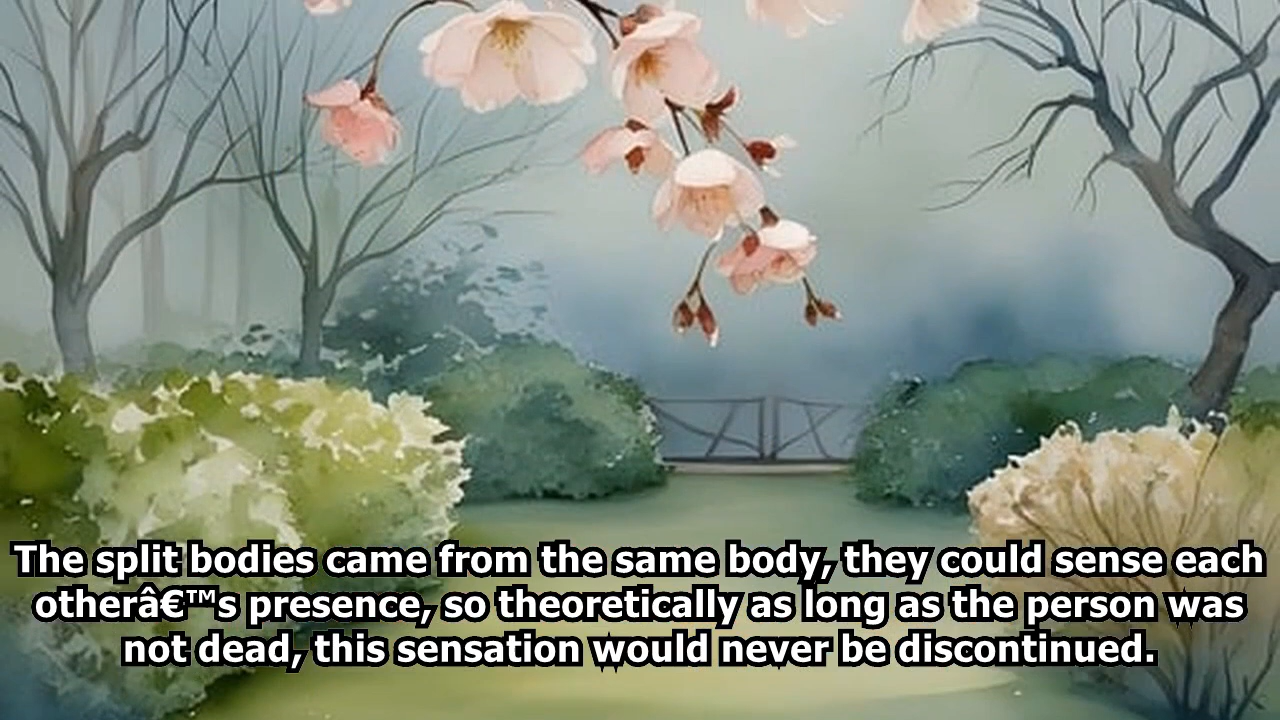 The split bodies came from the same body, they could sense each
otherâ€™s presence, so theoretically as long as the person was
not dead, this sensation would never be discontinued.